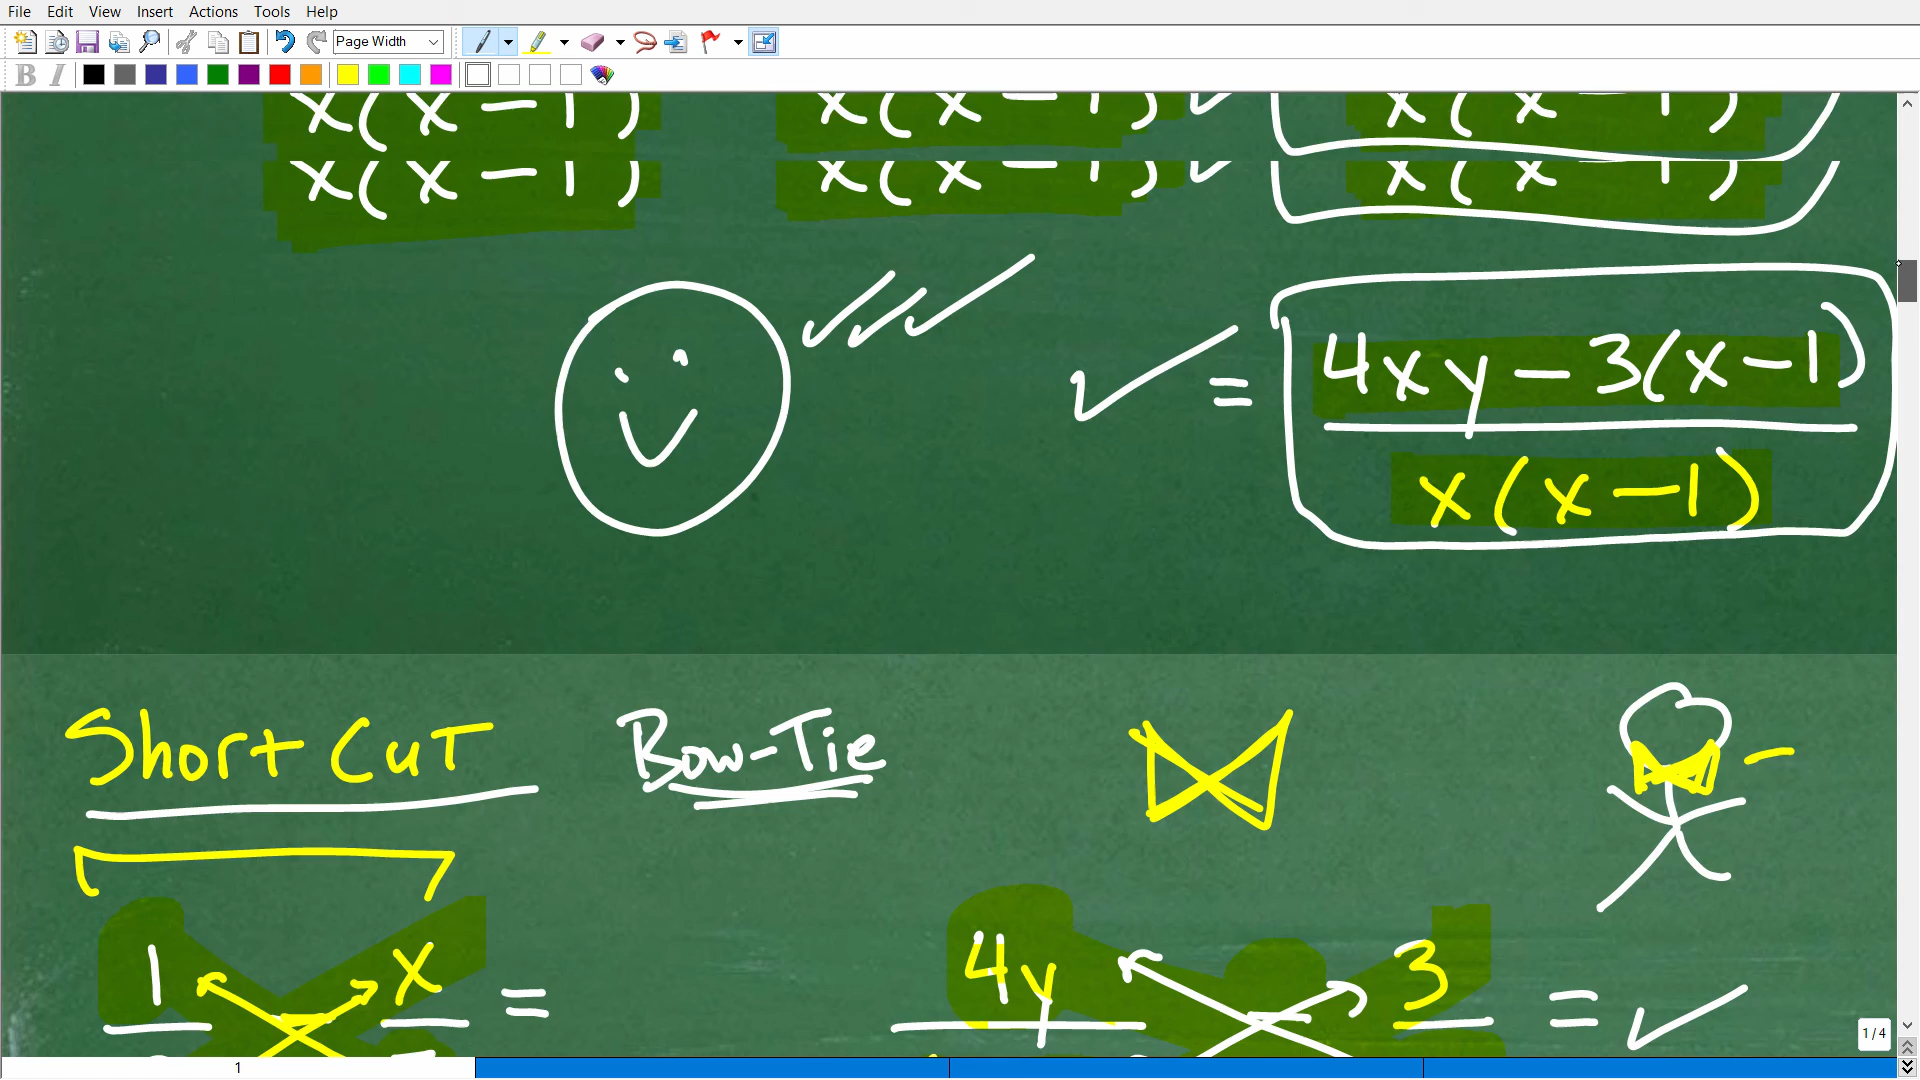 File Edit View Insert Actions Tools Help
Page Width
B I
x(x-1) x(x-1) ✓ x(x-1)
x(x-1) x(x-1) ✓ x(x-1)
✓ = 4xy-3(x-1)
x(x-1)
Short Cut Bow-Tie
1 x = 4y 3 = ✓
1/4
1